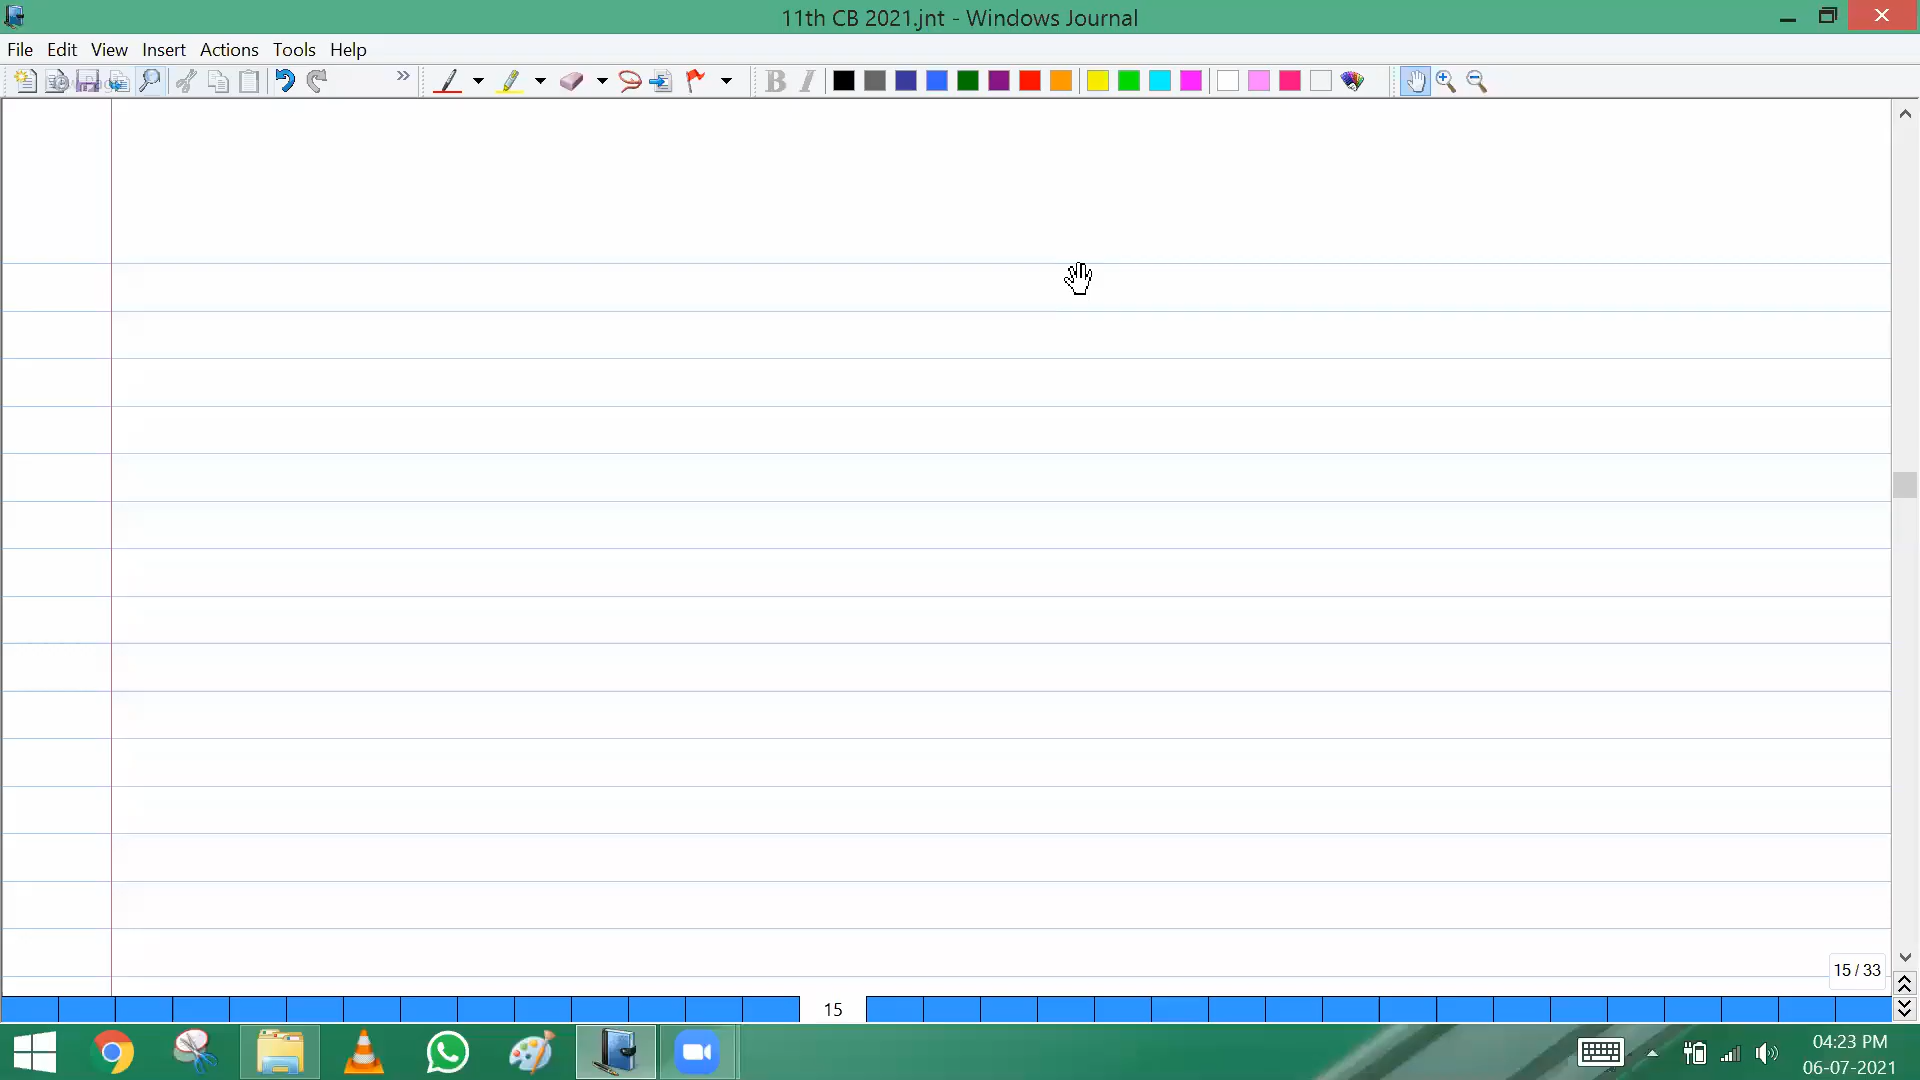 11th CB 2021.jnt - Windows Journal
File Edit View Insert Actions Tools Help
B I
15 / 33
15
04:23 PM
06-07-2021